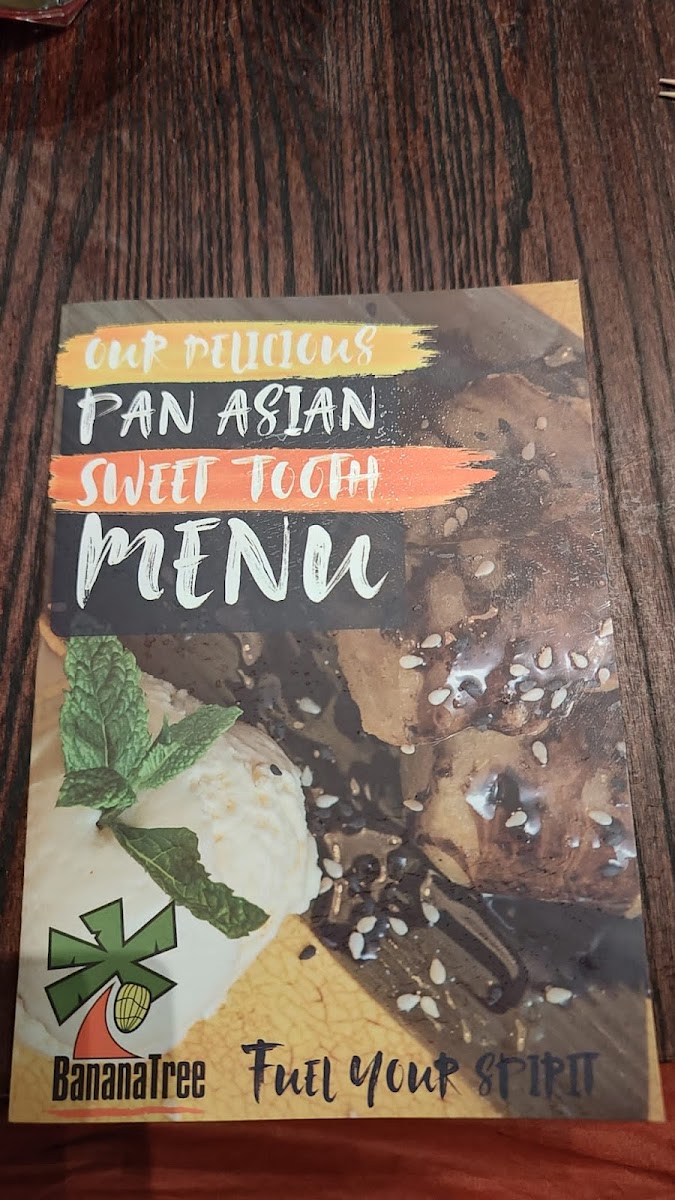 OUR DELICIOUS
PAN ASIAN
SWEET TOOTH
MENU
BananaTree
FUEL YOUR SPIRIT